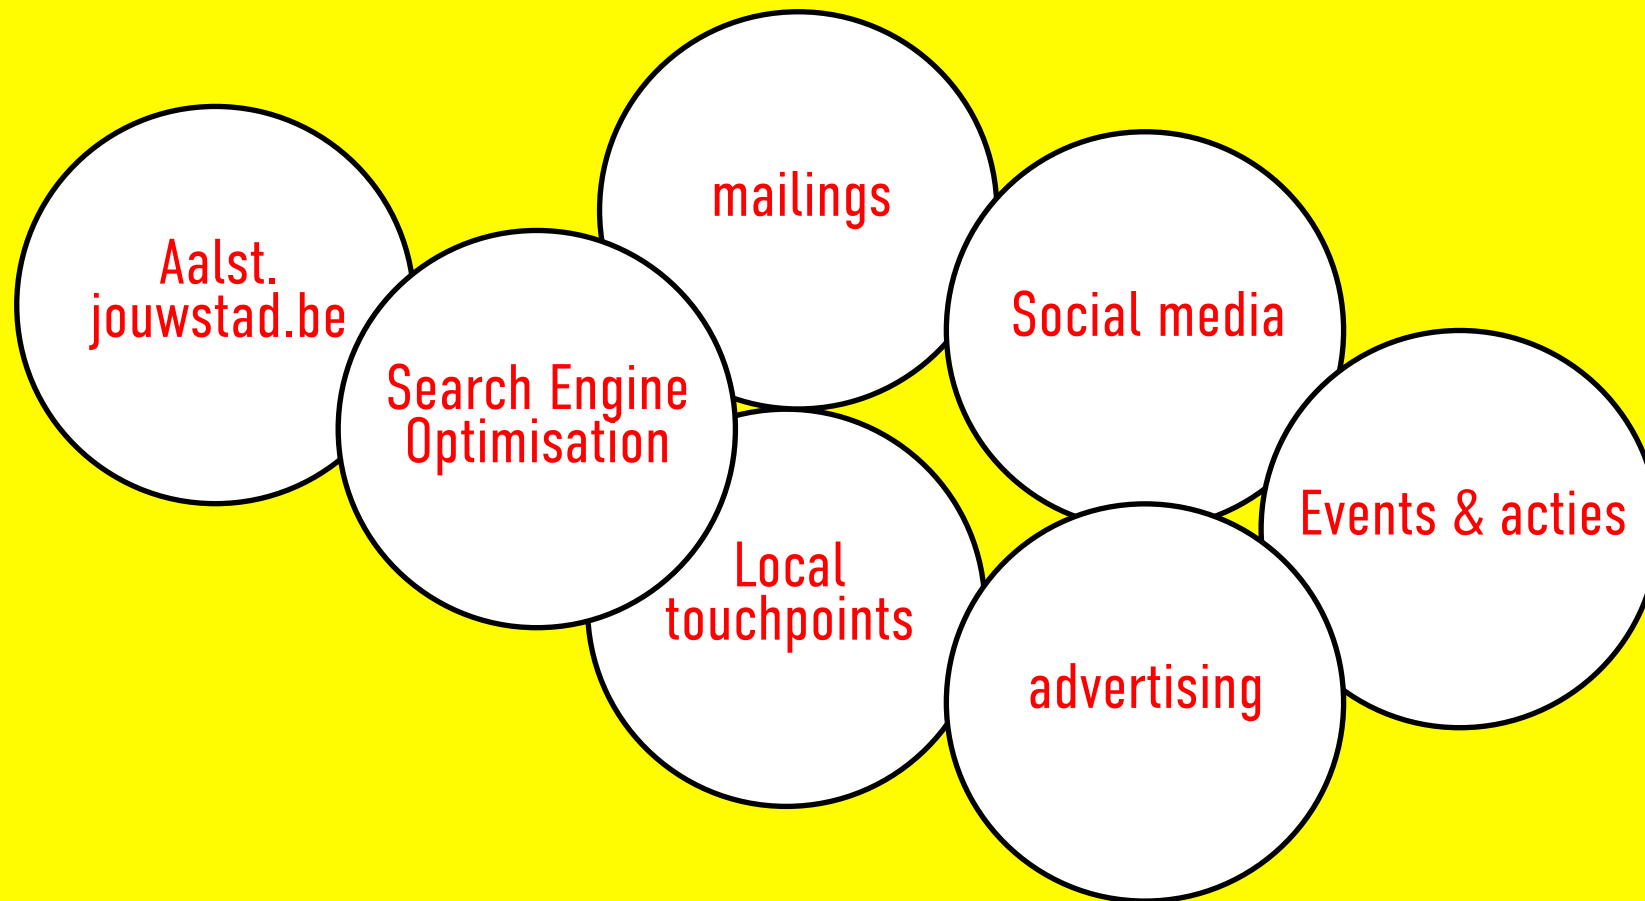 Aalst.
jouwstad.be
Search Engine
Optimisation
mailings
Local
touchpoints
Social media
advertising
Events & acties